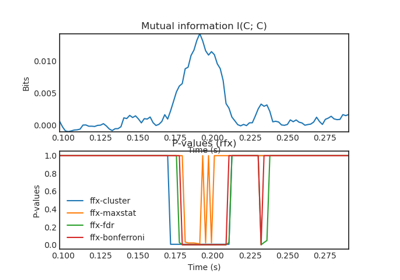 Mutual information I(C; C)
0.010
0.005
0.000
Bits
0.100 0.125 0.150 0.175 0.200 0.225 0.250 0.275
Time (s)
P-values (rfx)
1.0
0.8
0.6
0.4
0.2
0.0
P-values
ffx-cluster
ffx-maxstat
ffx-fdr
ffx-bonferroni
0.100 0.125 0.150 0.175 0.200 0.225 0.250 0.275
Time (s)